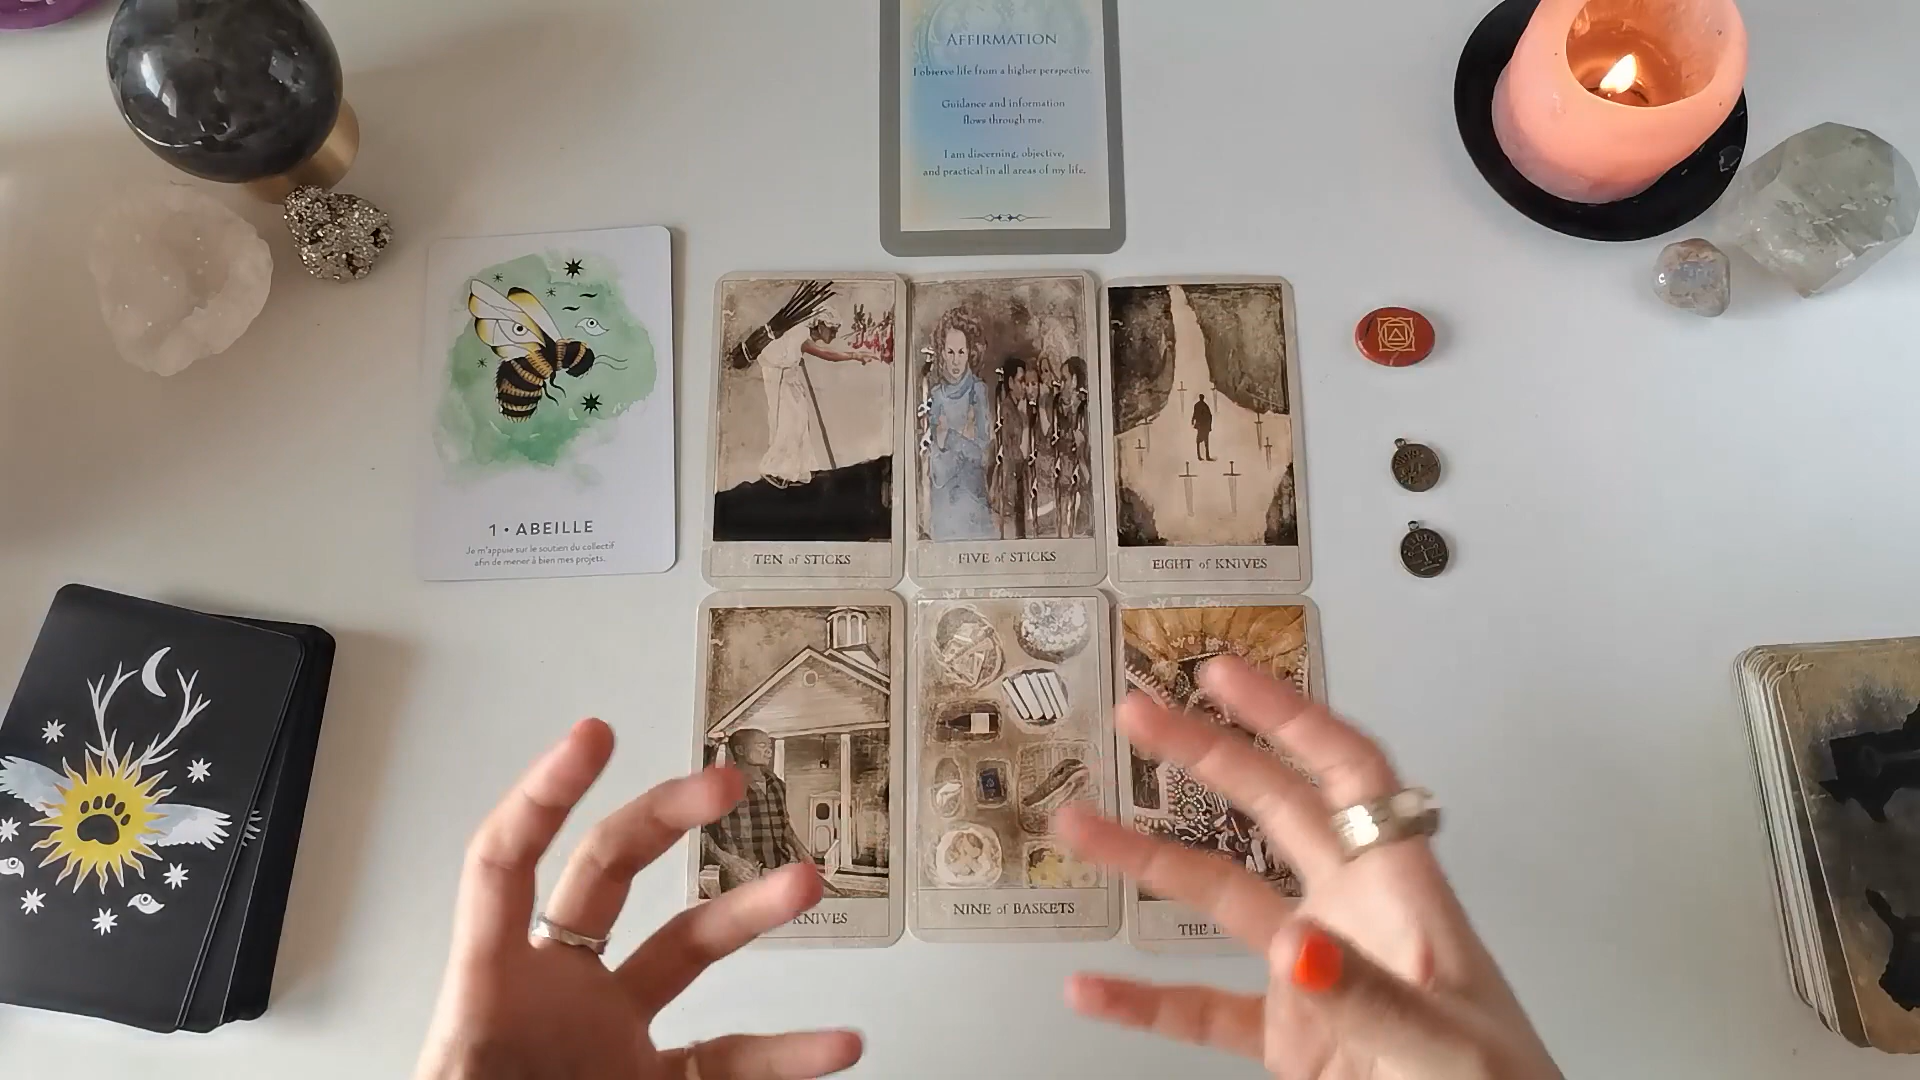 AFFIRMATION
I observe life from a higher perspective.
Guidance and information
flows through me.
I am discerning, objective,
and practical in all areas of my life.
1 • ABEILLE
Je m'appuie sur le soutien du collectif
afin de mener à bien mes projets.
TEN of STICKS
FIVE of STICKS
EIGHT of KNIVES
KNIVES
NINE of BASKETS
THE